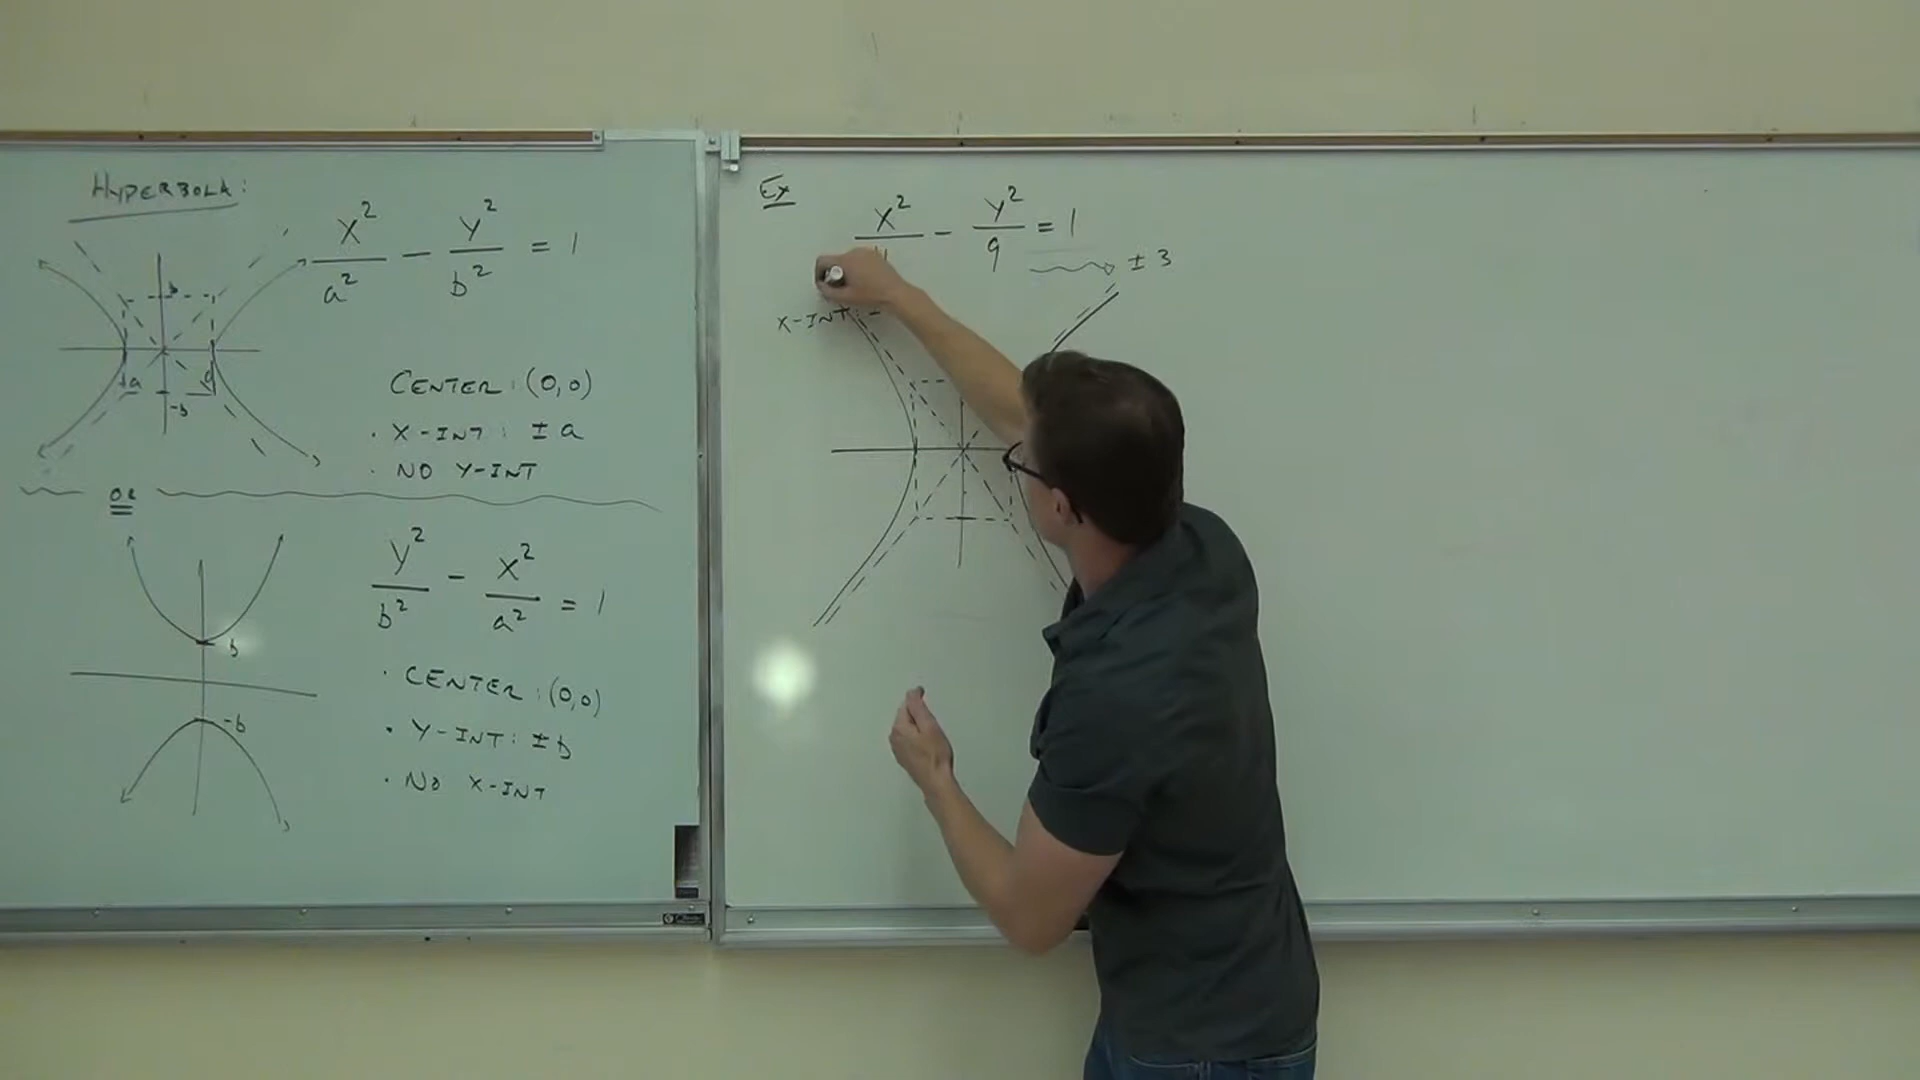 HYPERBOLA:
x²/a² - y²/b² = 1
b
-a a
-b
CENTER: (0,0)
· X-INT: ± a
· NO Y-INT
OR
y²/b² - x²/a² = 1
b
-b
· CENTER: (0,0)
· Y-INT: ± b
· NO X-INT
Ex
x²/4 - y²/9 = 1
± 3
X-INT: